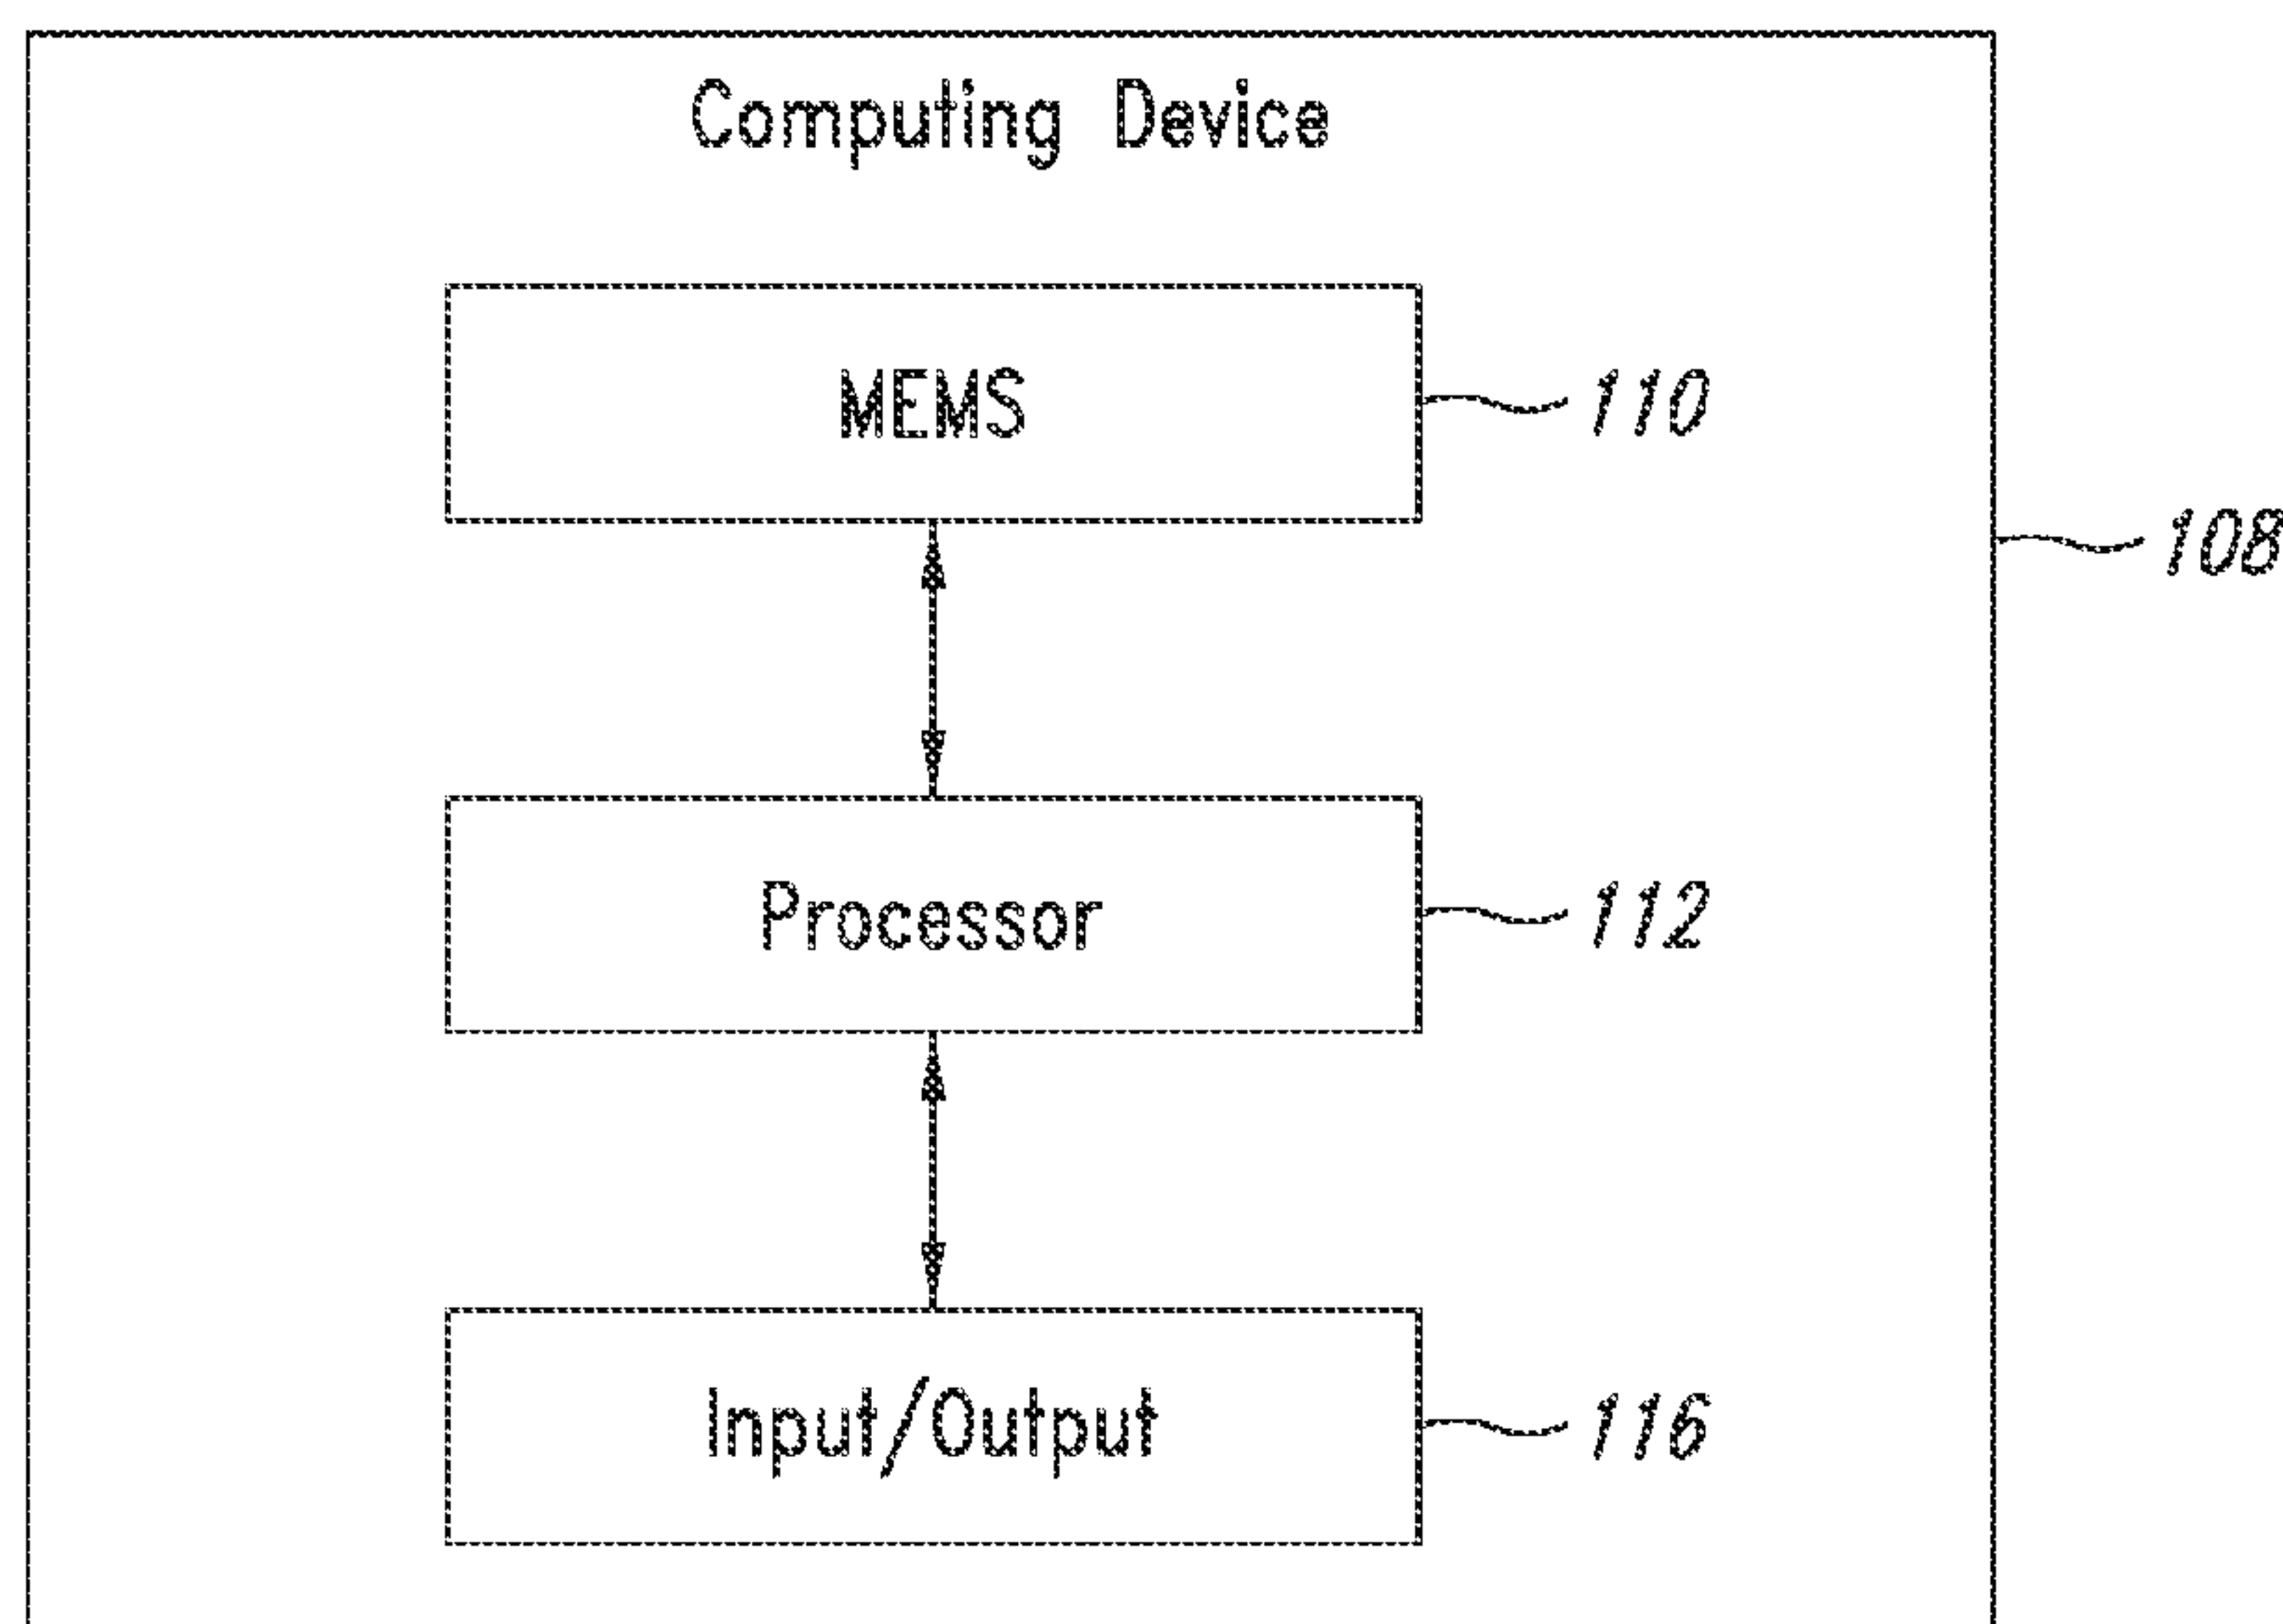 Computing Device
MEMS
110
108
Processor
112
Input/Output
116